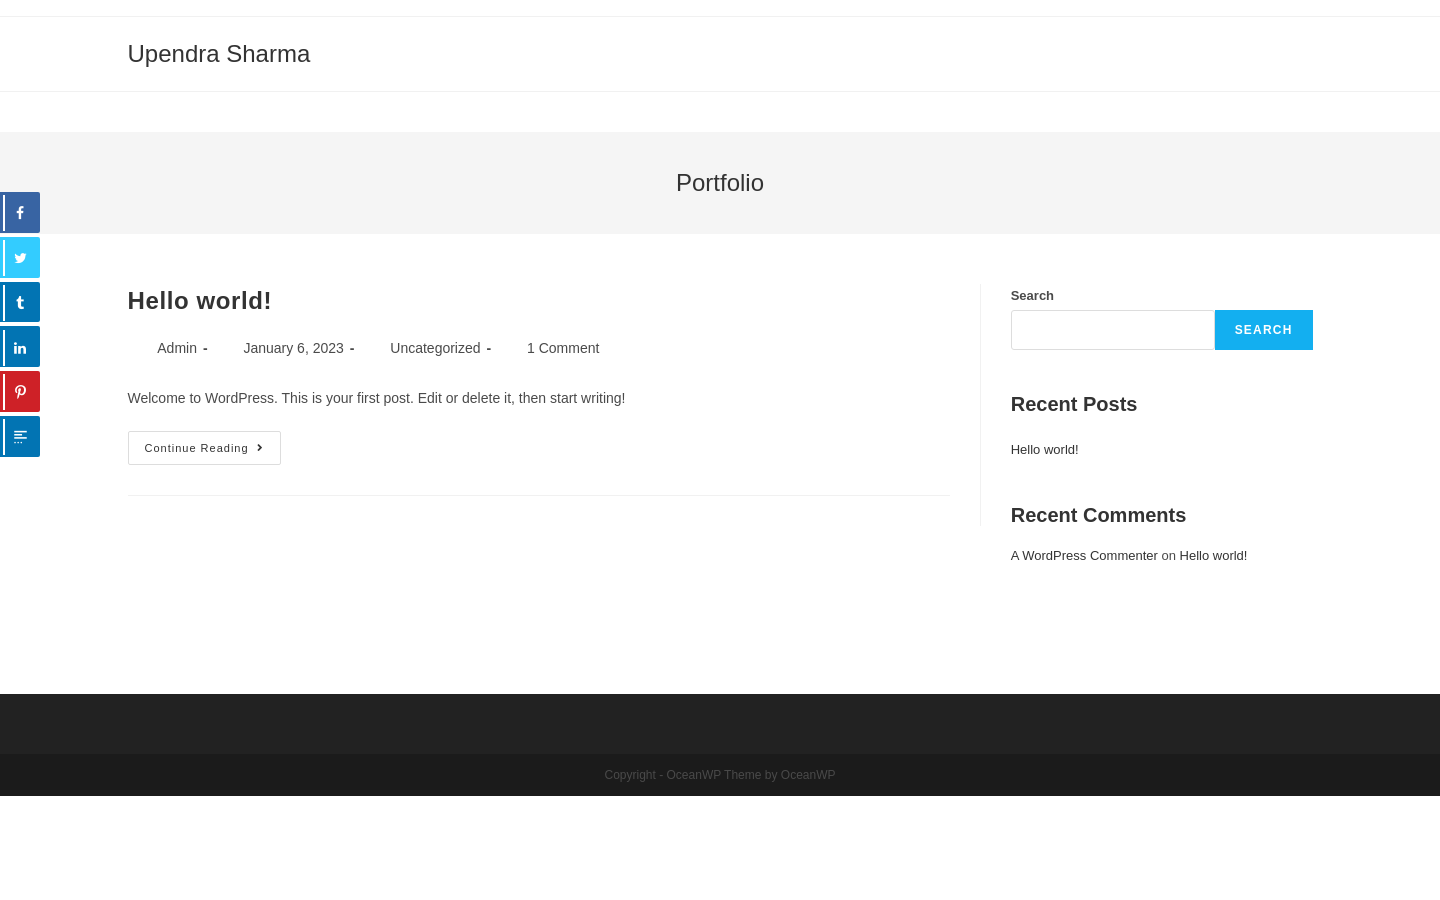 Upendra Sharma
Portfolio
Hello world!
Admin - January 6, 2023 - Uncategorized - 1 Comment
Welcome to WordPress. This is your first post. Edit or delete it, then start writing!
Continue Reading
Search
SEARCH
Recent Posts
Hello world!
Recent Comments
A WordPress Commenter on Hello world!
Copyright - OceanWP Theme by OceanWP